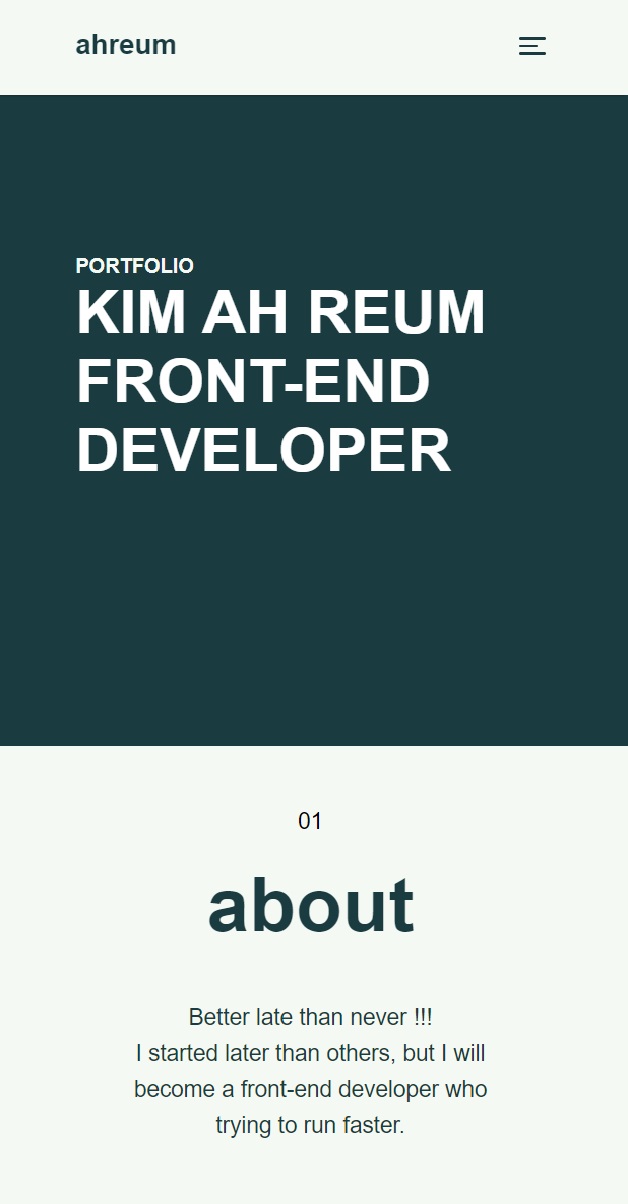 ahreum
PORTFOLIO
KIM AH REUM
FRONT-END
DEVELOPER
01
about
Better late than never !!!
I started later than others, but I will
become a front-end developer who
trying to run faster.